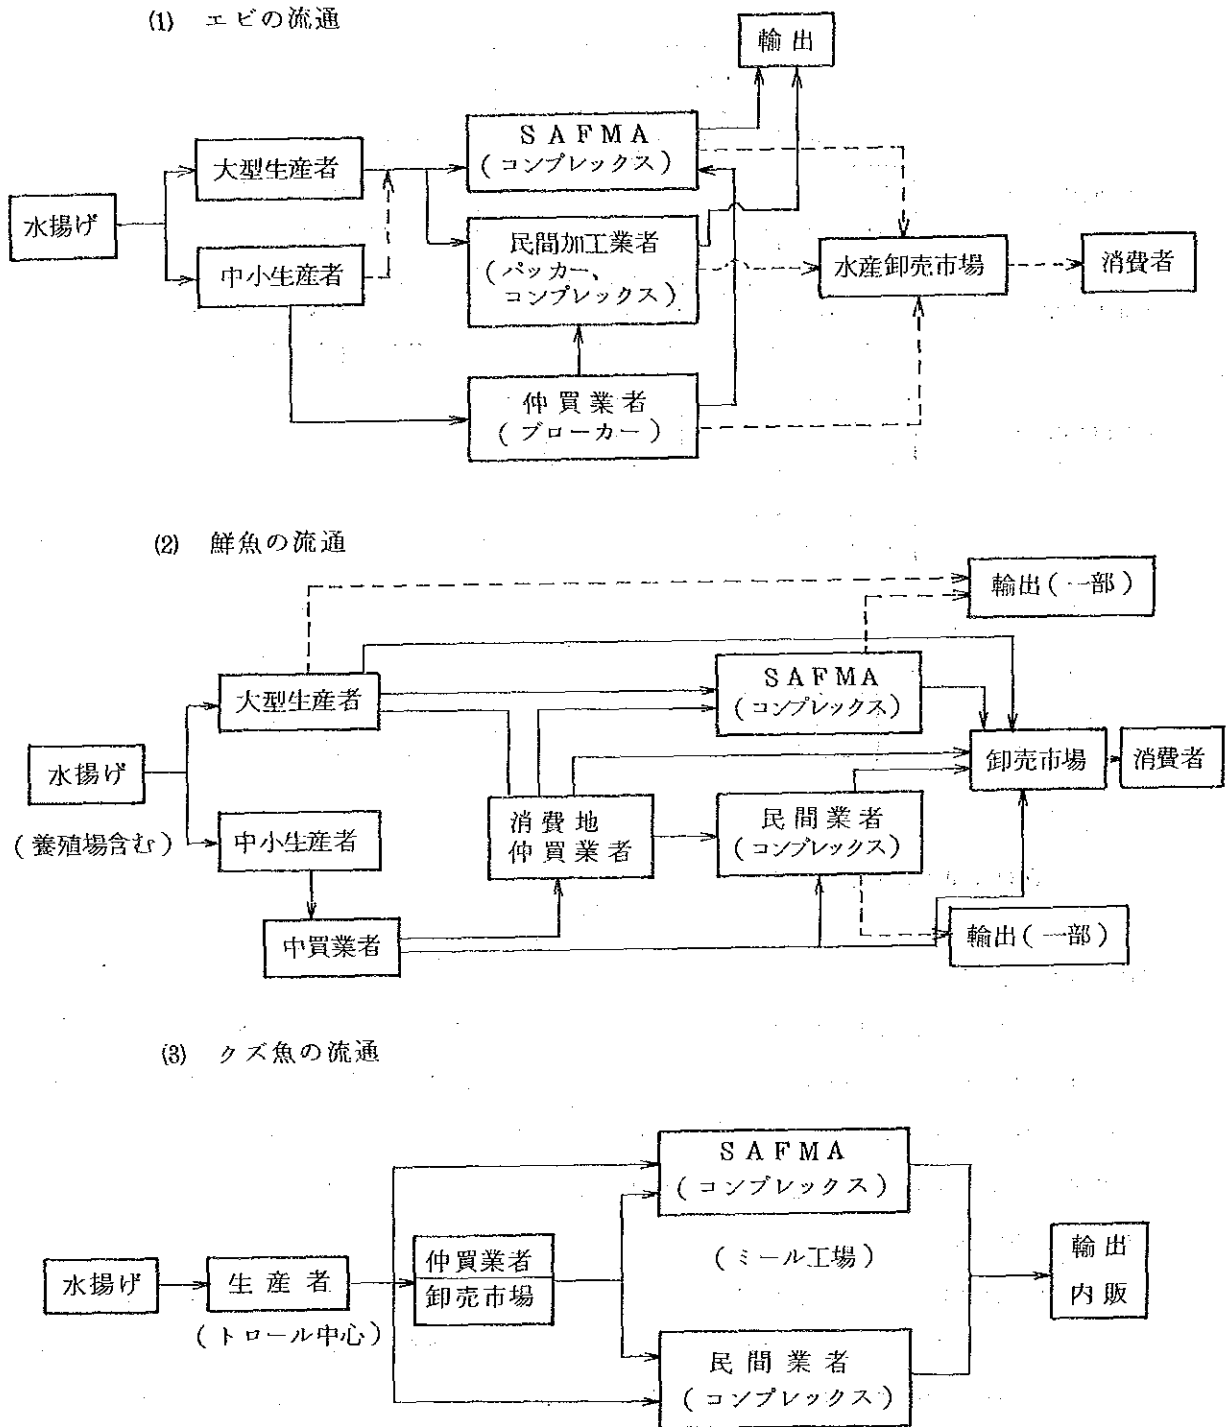 (1) エビの流通
輸出
SAFMA
(コンプレックス)
大型生産者
水揚げ
民間加工業者
(パッカー、
コンプレックス)
中小生産者
水産卸売市場
消費者
仲買業者
(ブローカー)
(2) 鮮魚の流通
輸出(一部)
大型生産者
SAFMA
(コンプレックス)
水揚げ
(養殖場含む)
卸売市場
消費者
中小生産者
消費地
仲買業者
民間業者
(コンプレックス)
中買業者
輸出(一部)
(3) クズ魚の流通
SAFMA
(コンプレックス)
水揚げ
生産者
(トロール中心)
仲買業者
卸売市場
(ミール工場)
輸出
内販
民間業者
(コンプレックス)